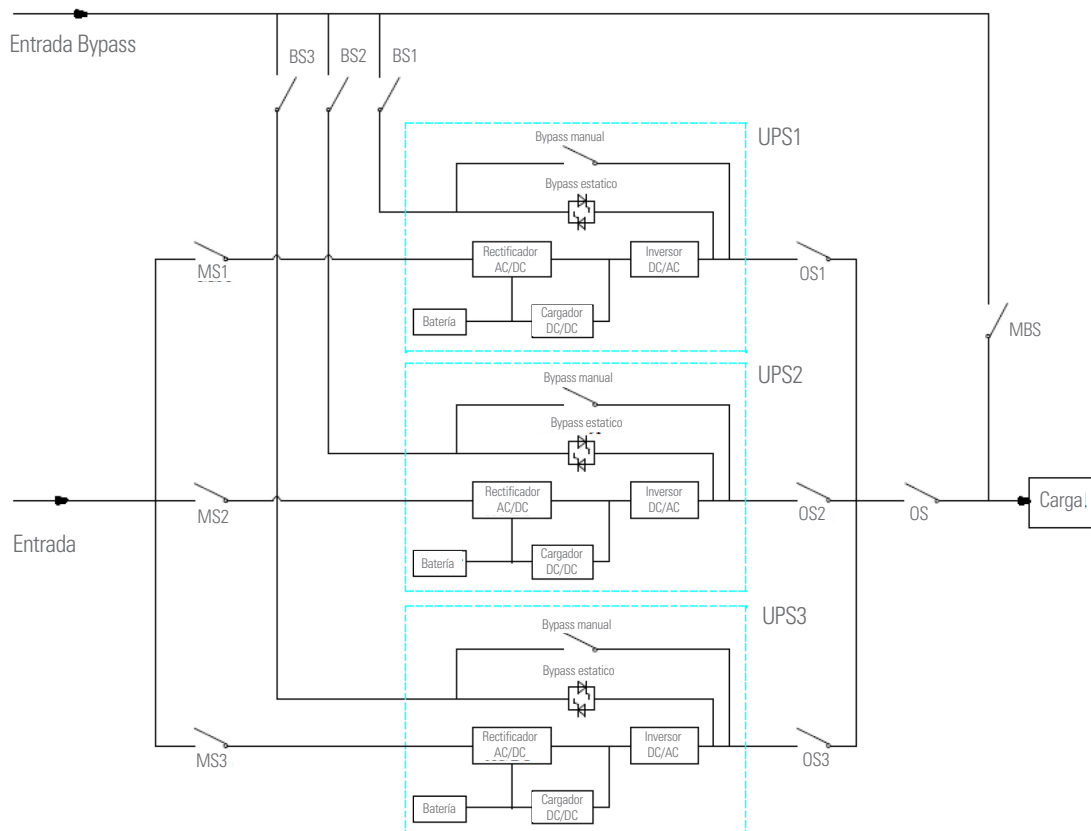 Entrada Bypass
BS3
BS2
BS1
UPS1
Bypass manual
Bypass estatico
MS1
Rectificador
AC/DC
Inversor
DC/AC
OS1
Batería
Cargador
DC/DC
MBS
UPS2
Bypass manual
Bypass estatico
MS2
Rectificador
AC/DC
Inversor
DC/AC
OS2
OS
Carga
Entrada
Batería
Cargador
DC/DC
UPS3
Bypass manual
Bypass estatico
MS3
Rectificador
AC/DC
Inversor
DC/AC
OS3
Batería
Cargador
DC/DC